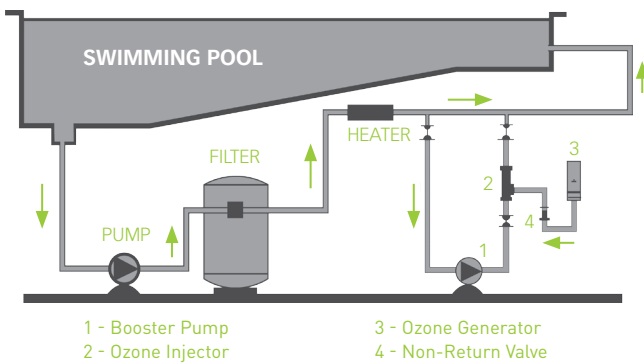 SWIMMING POOL
HEATER
FILTER
3
2
4
PUMP
1
1 - Booster Pump
2 - Ozone Injector
3 - Ozone Generator
4 - Non-Return Valve